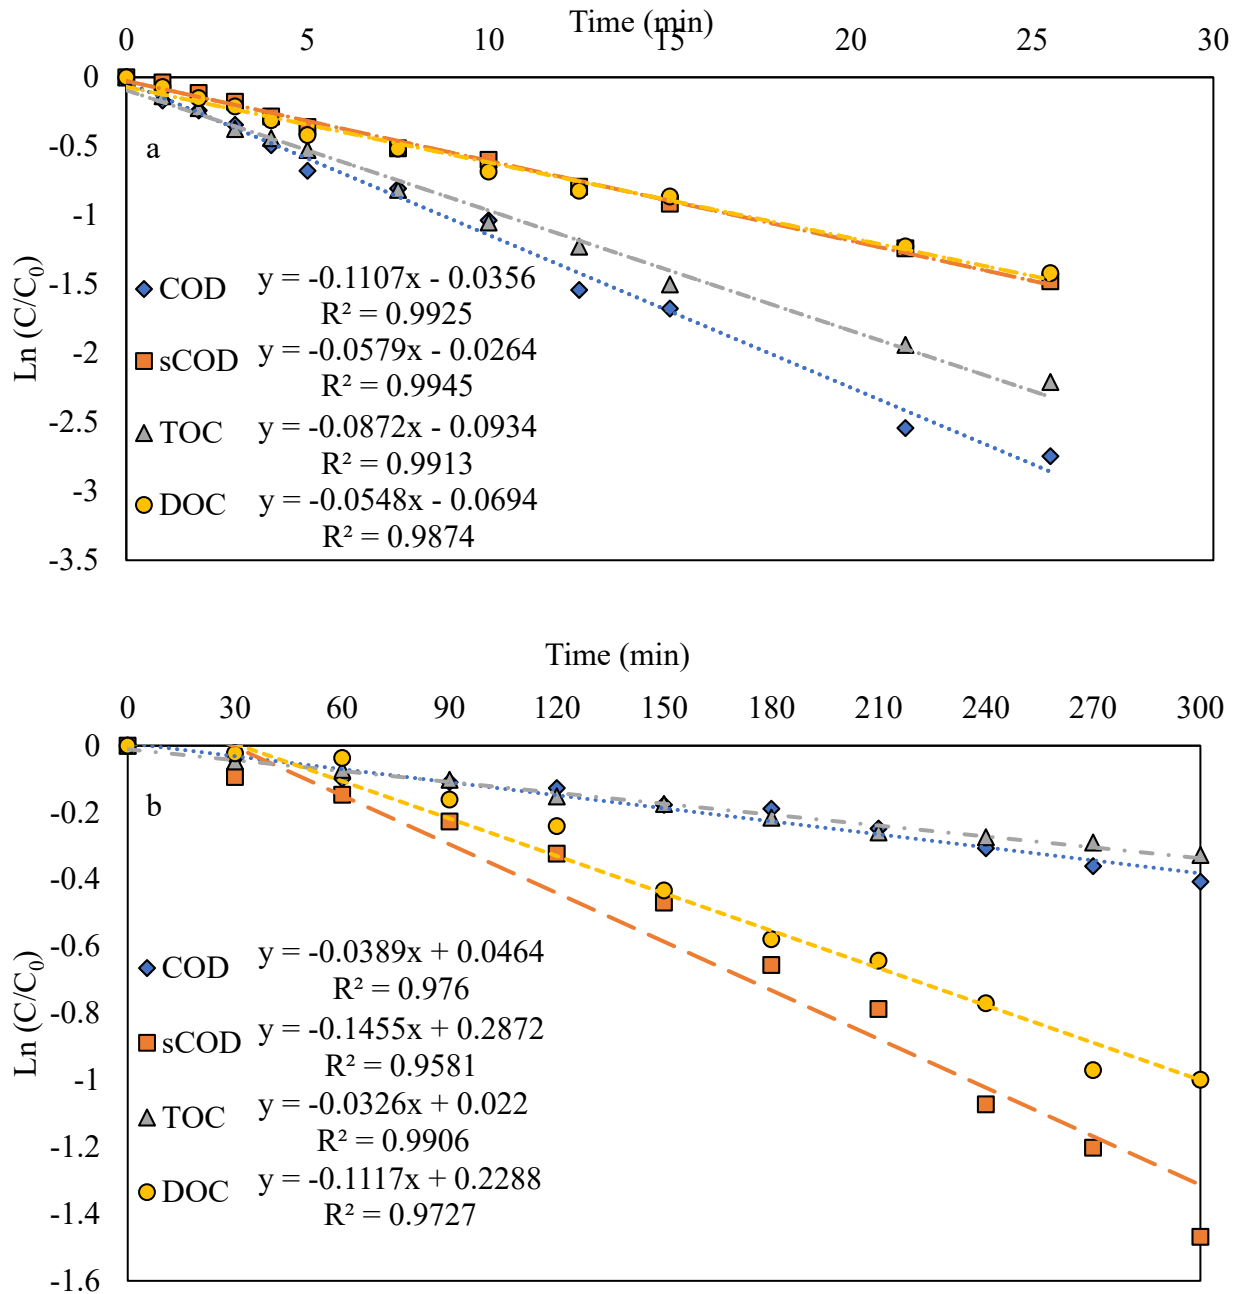 Time (min)
0 5 10 15 20 25 30
0
-0.5
-1
-1.5
-2
-2.5
-3
-3.5
Ln (C/C₀)
a
COD y = -0.1107x - 0.0356
R² = 0.9925
sCOD y = -0.0579x - 0.0264
R² = 0.9945
TOC y = -0.0872x - 0.0934
R² = 0.9913
DOC y = -0.0548x - 0.0694
R² = 0.9874
Time (min)
0 30 60 90 120 150 180 210 240 270 300
0
-0.2
-0.4
-0.6
-0.8
-1
-1.2
-1.4
-1.6
Ln (C/C₀)
b
COD y = -0.0389x + 0.0464
R² = 0.976
sCOD y = -0.1455x + 0.2872
R² = 0.9581
TOC y = -0.0326x + 0.022
R² = 0.9906
DOC y = -0.1117x + 0.2288
R² = 0.9727